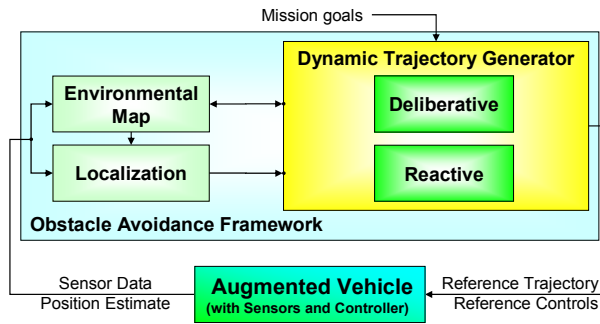 Mission goals
Dynamic Trajectory Generator
Environmental
Map
Deliberative
Localization
Reactive
Obstacle Avoidance Framework
Sensor Data
Position Estimate
Augmented Vehicle
(with Sensors and Controller)
Reference Trajectory
Reference Controls